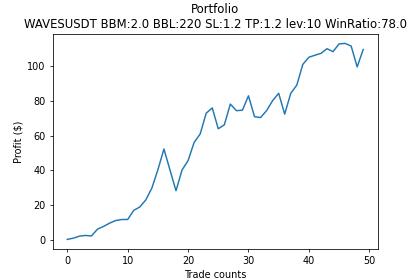 Portfolio
WAVESUSDT BBM:2.0 BBL:220 SL:1.2 TP:1.2 lev:10 WinRatio:78.0
Profit ($)
100
80
60
40
20
0
0 10 20 30 40 50
Trade counts